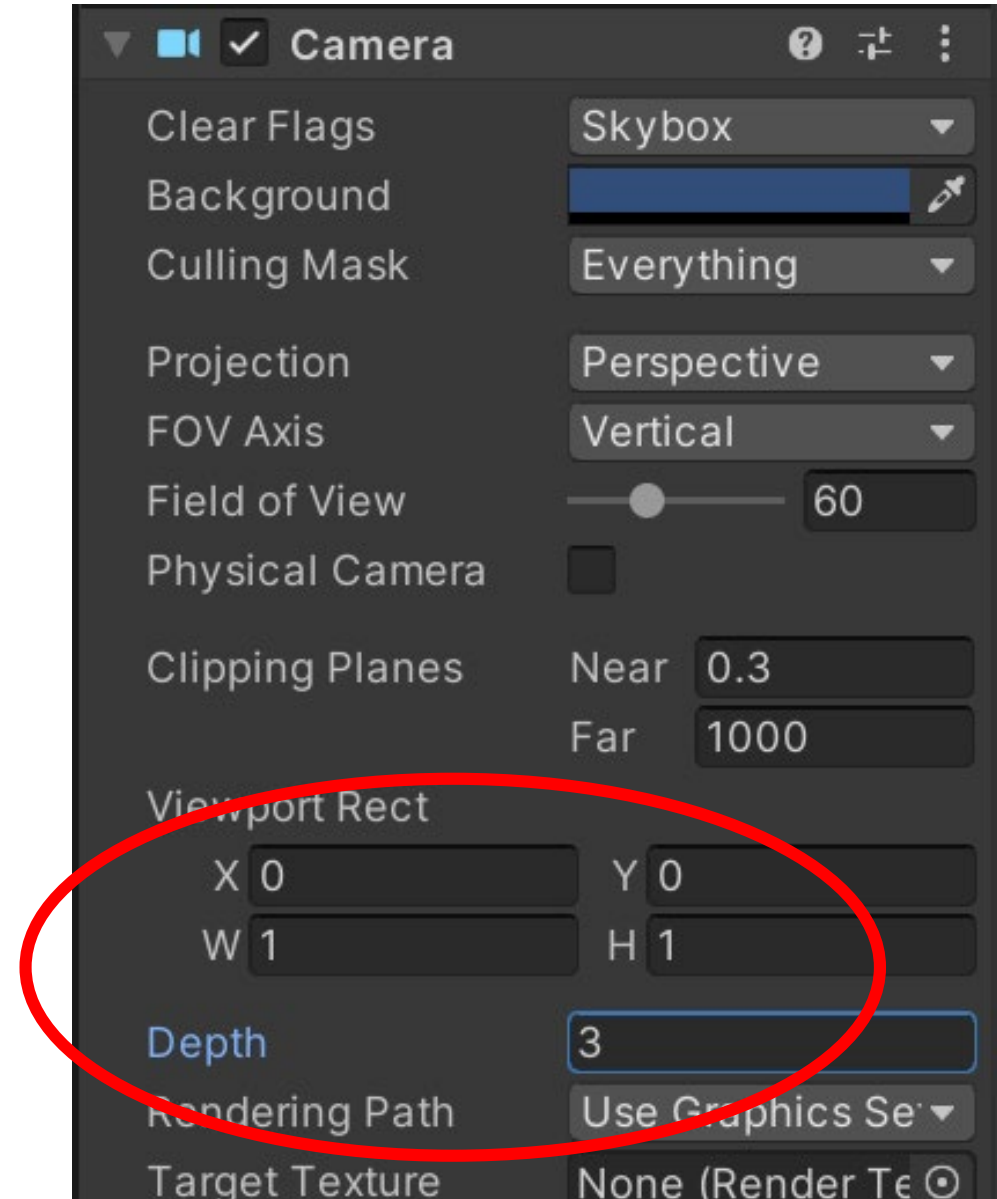 Camera
Clear Flags Skybox
Background
Culling Mask Everything
Projection Perspective
FOV Axis Vertical
Field of View 60
Physical Camera
Clipping Planes Near 0.3
Far 1000
Viewport Rect
X 0 Y 0
W 1 H 1
Depth 3
Rendering Path Use Graphics Se
Target Texture None (Render Te